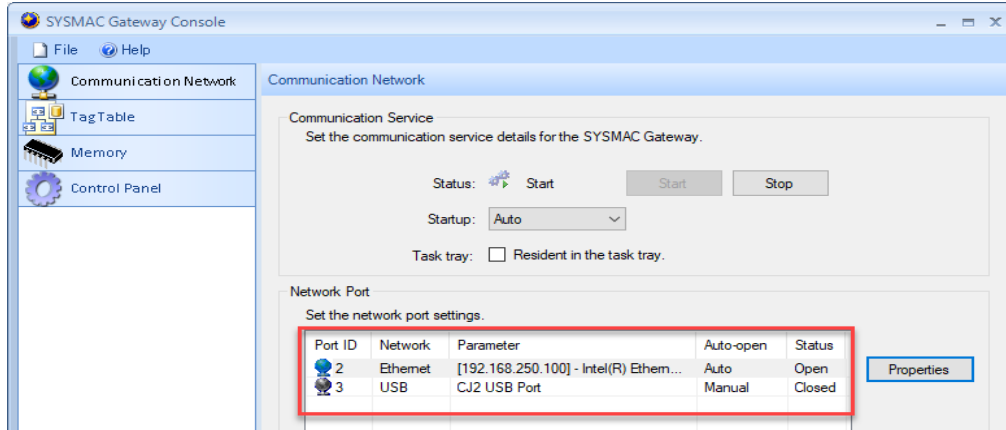 SYSMAC Gateway Console
File Help
Communication Network
TagTable
Memory
Control Panel
Communication Network
Communication Service
Set the communication service details for the SYSMAC Gateway.
Status: Start Start Stop
Startup: Auto
Task tray: Resident in the task tray.
Network Port
Set the network port settings.
Port ID Network Parameter Auto-open Status
2 Ethernet [192.168.250.100] - Intel(R) Ethern... Auto Open
3 USB CJ2 USB Port Manual Closed
Properties